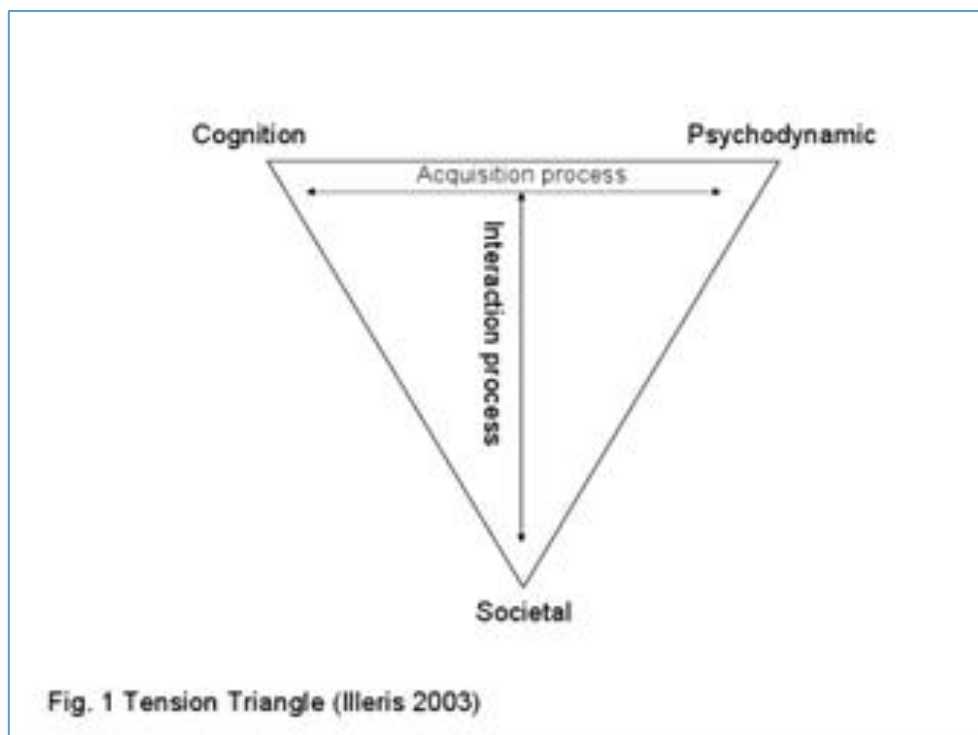 Cognition
Psychodynamic
Acquisition process
Interaction process
Societal
Fig. 1 Tension Triangle (Illeris 2003)